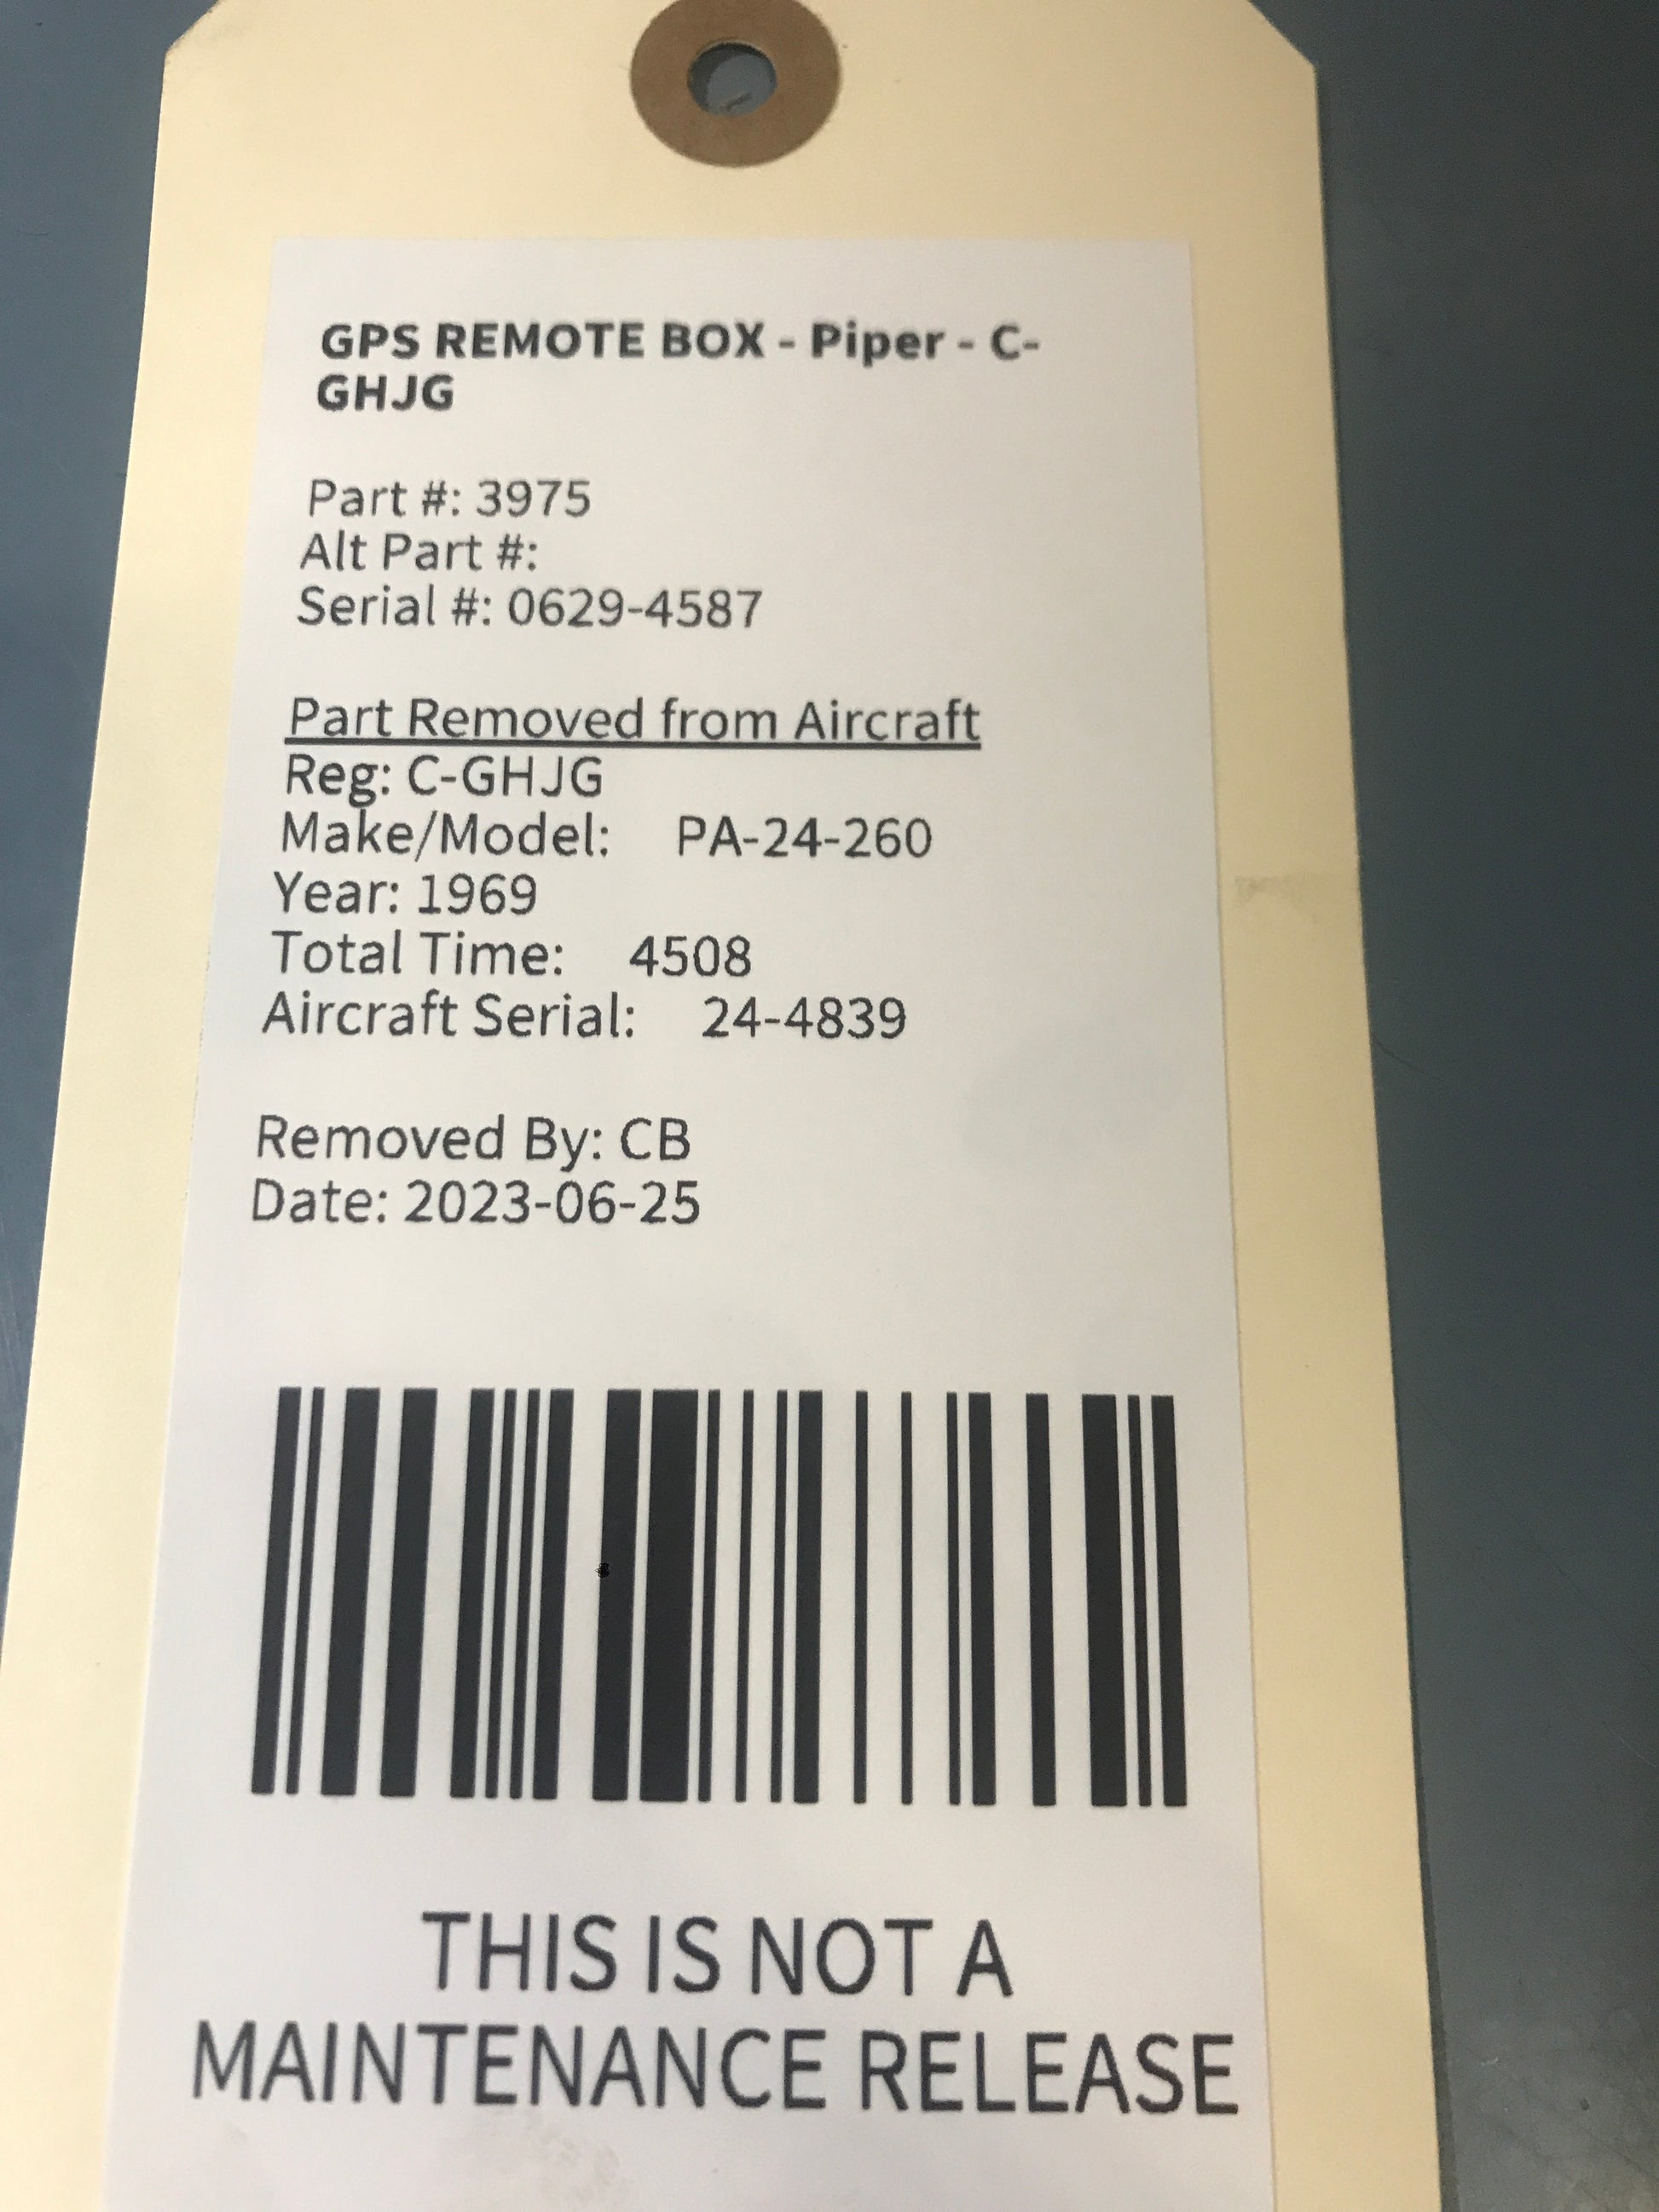 GPS REMOTE BOX - Piper - C-
GHJG
Part #: 3975
Alt Part #:
Serial #: 0629-4587
Part Removed from Aircraft
Reg: C-GHJG
Make/Model: PA-24-260
Year: 1969
Total Time: 4508
Aircraft Serial: 24-4839
Removed By: CB
Date: 2023-06-25
THIS IS NOT A
MAINTENANCE RELEASE